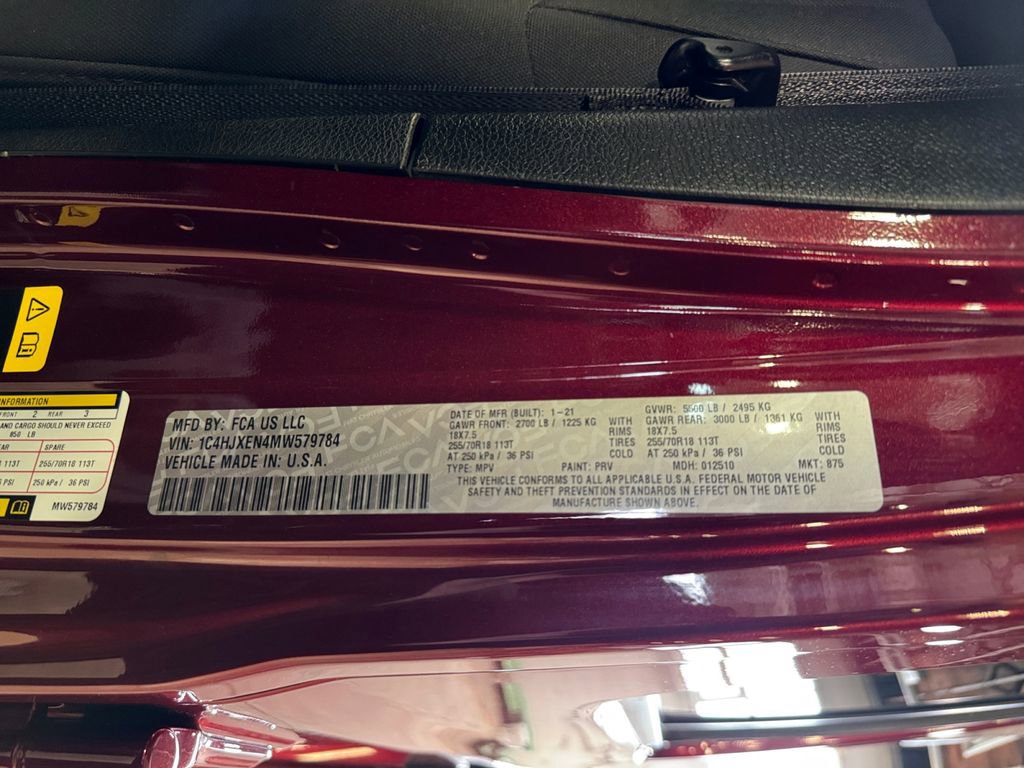 INFORMATION
FRONT 2 REAR 3
AND CARGO SHOULD NEVER EXCEED
850 LB
SPARE
113T 255/70R18 113T
PSI 250 kPa / 36 PSI
MW579784
MFD BY: FCA US LLC
VIN: 1C4HJXEN4MW579784
VEHICLE MADE IN: U.S.A.
DATE OF MFR (BUILT): 1-21 GVWR: 5500 LB / 2495 KG
GAWR FRONT: 2700 LB / 1225 KG WITH GAWR REAR: 3000 LB / 1361 KG WITH
18X7.5 RIMS 18X7.5 RIMS
255/70R18 113T TIRES 255/70R18 113T TIRES
AT 250 kPa / 36 PSI COLD AT 250 kPa / 36 PSI COLD
TYPE: MPV PAINT: PRV MDH: 012510 MKT: 875
THIS VEHICLE CONFORMS TO ALL APPLICABLE U.S.A. FEDERAL MOTOR VEHICLE
SAFETY AND THEFT PREVENTION STANDARDS IN EFFECT ON THE DATE OF
MANUFACTURE SHOWN ABOVE.